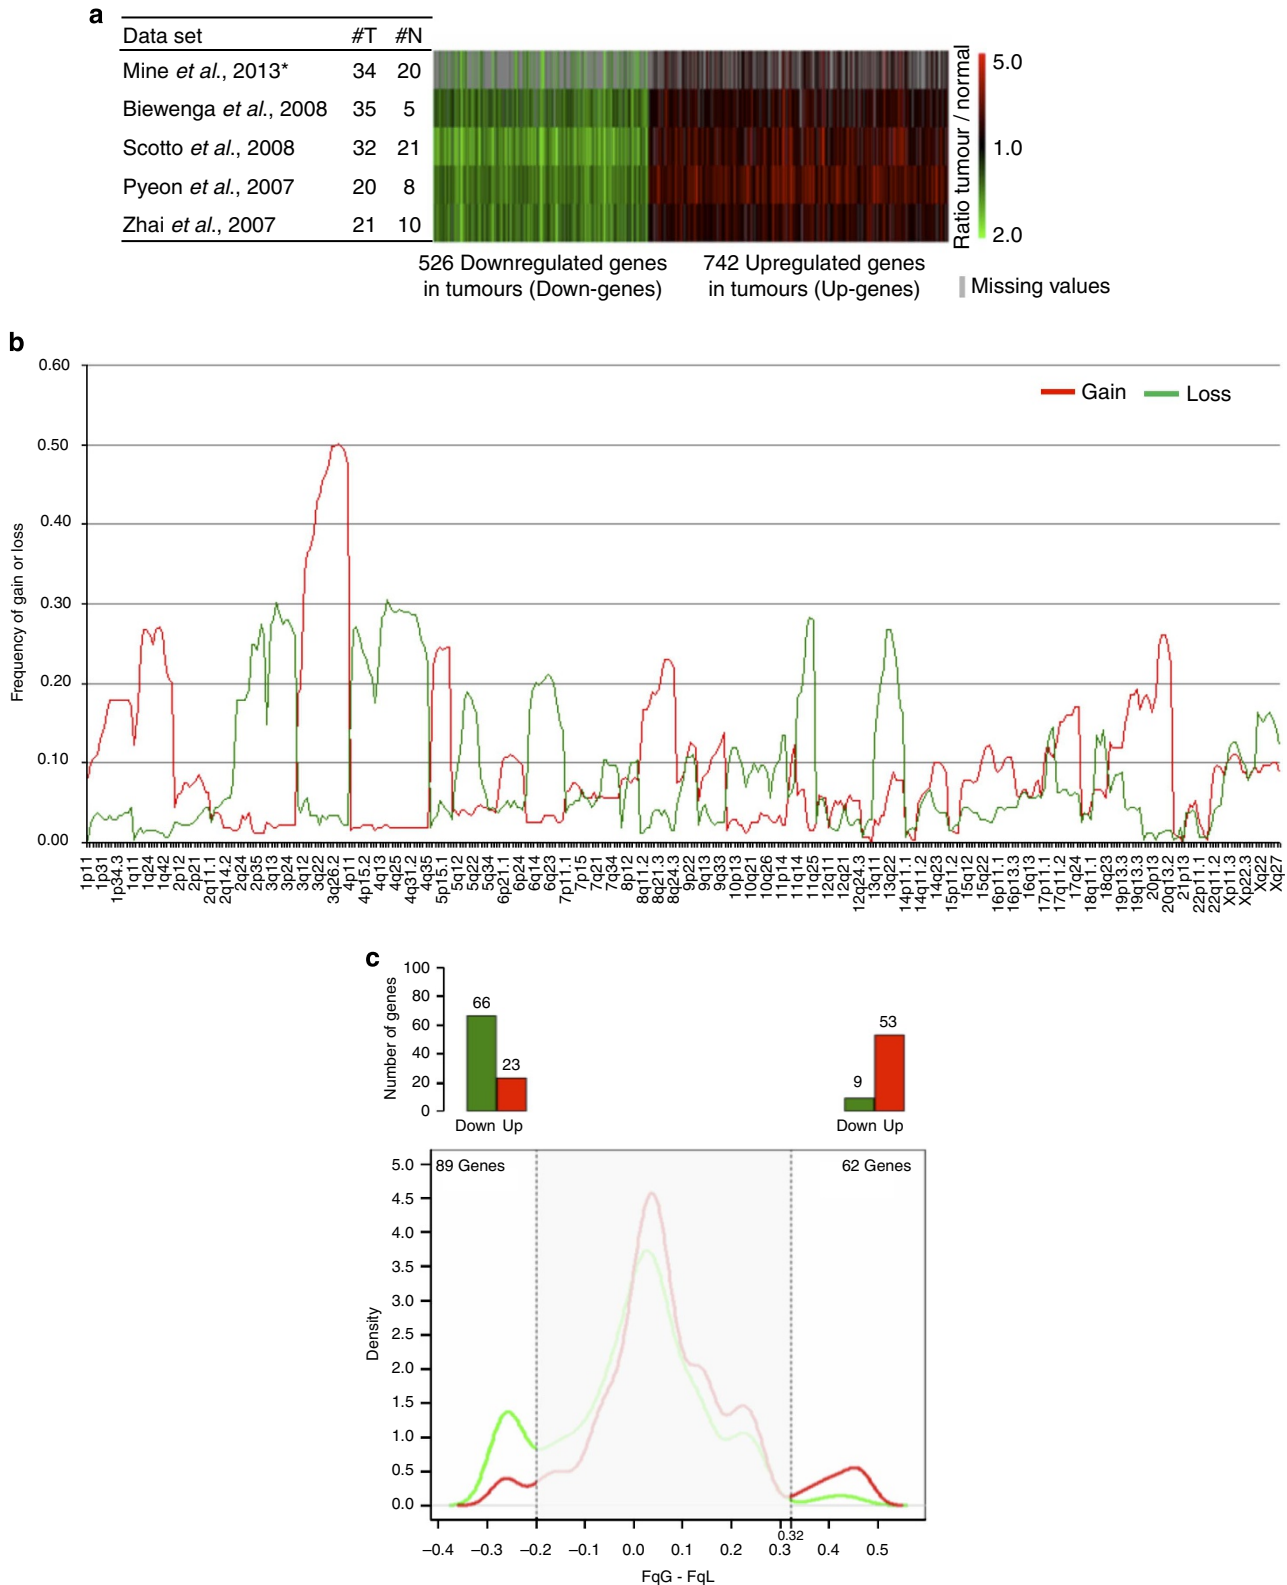 a
Data set #T #N
Mine et al., 2013* 34 20
Biewenga et al., 2008 35 5
Scotto et al., 2008 32 21
Pyeon et al., 2007 20 8
Zhai et al., 2007 21 10
526 Downregulated genes
in tumours (Down-genes)
742 Upregulated genes
in tumours (Up-genes)
Ratio tumour / normal
5.0
1.0
2.0
Missing values
b
Frequency of gain or loss
0.60
0.50
0.40
0.30
0.20
0.10
0.00
Gain Loss
1p11 1p31 1p34.3 1q11 1q24 1q42 2p12 2p21 2q11.1 2q14.2 2q24 2p35 3q13 3p24 3q12 3q22 3q26.2 4p11 4p15.2 4q13 4q25 4q31.2 4q35 5p15.1 5q12 5q22 5q34 6p21.1 6p24 6q14 6q23 7p11.1 7p15 7q21 7q34 8p12 8q11.2 8q21.3 8q24.3 9p22 9q13 9q33 10p13 10q21 10q26 11p14 11q14 11q25 12q11 12q21 12q24.3 13q11 13q22 14p11.1 14q11.2 14q23 15p11.2 15q12 15q22 16p11.1 16p13.3 16q13 17p11.1 17q11.2 17q24 18q11.1 18q23 19p13.3 19q13.3 20p13 20q13.2 21p13 22p11.1 22q11.2 Xp11.3 Xp22.3 Xq22 Xq27
c
Number of genes
100
80
60
40
20
0
66
23
Down Up
9
53
Down Up
89 Genes
62 Genes
Density
5.0
4.5
4.0
3.5
3.0
2.5
2.0
1.5
1.0
0.5
0.0
–0.4 –0.3 –0.2 –0.1 0.0 0.1 0.2 0.3 0.32 0.4 0.5
FqG - FqL